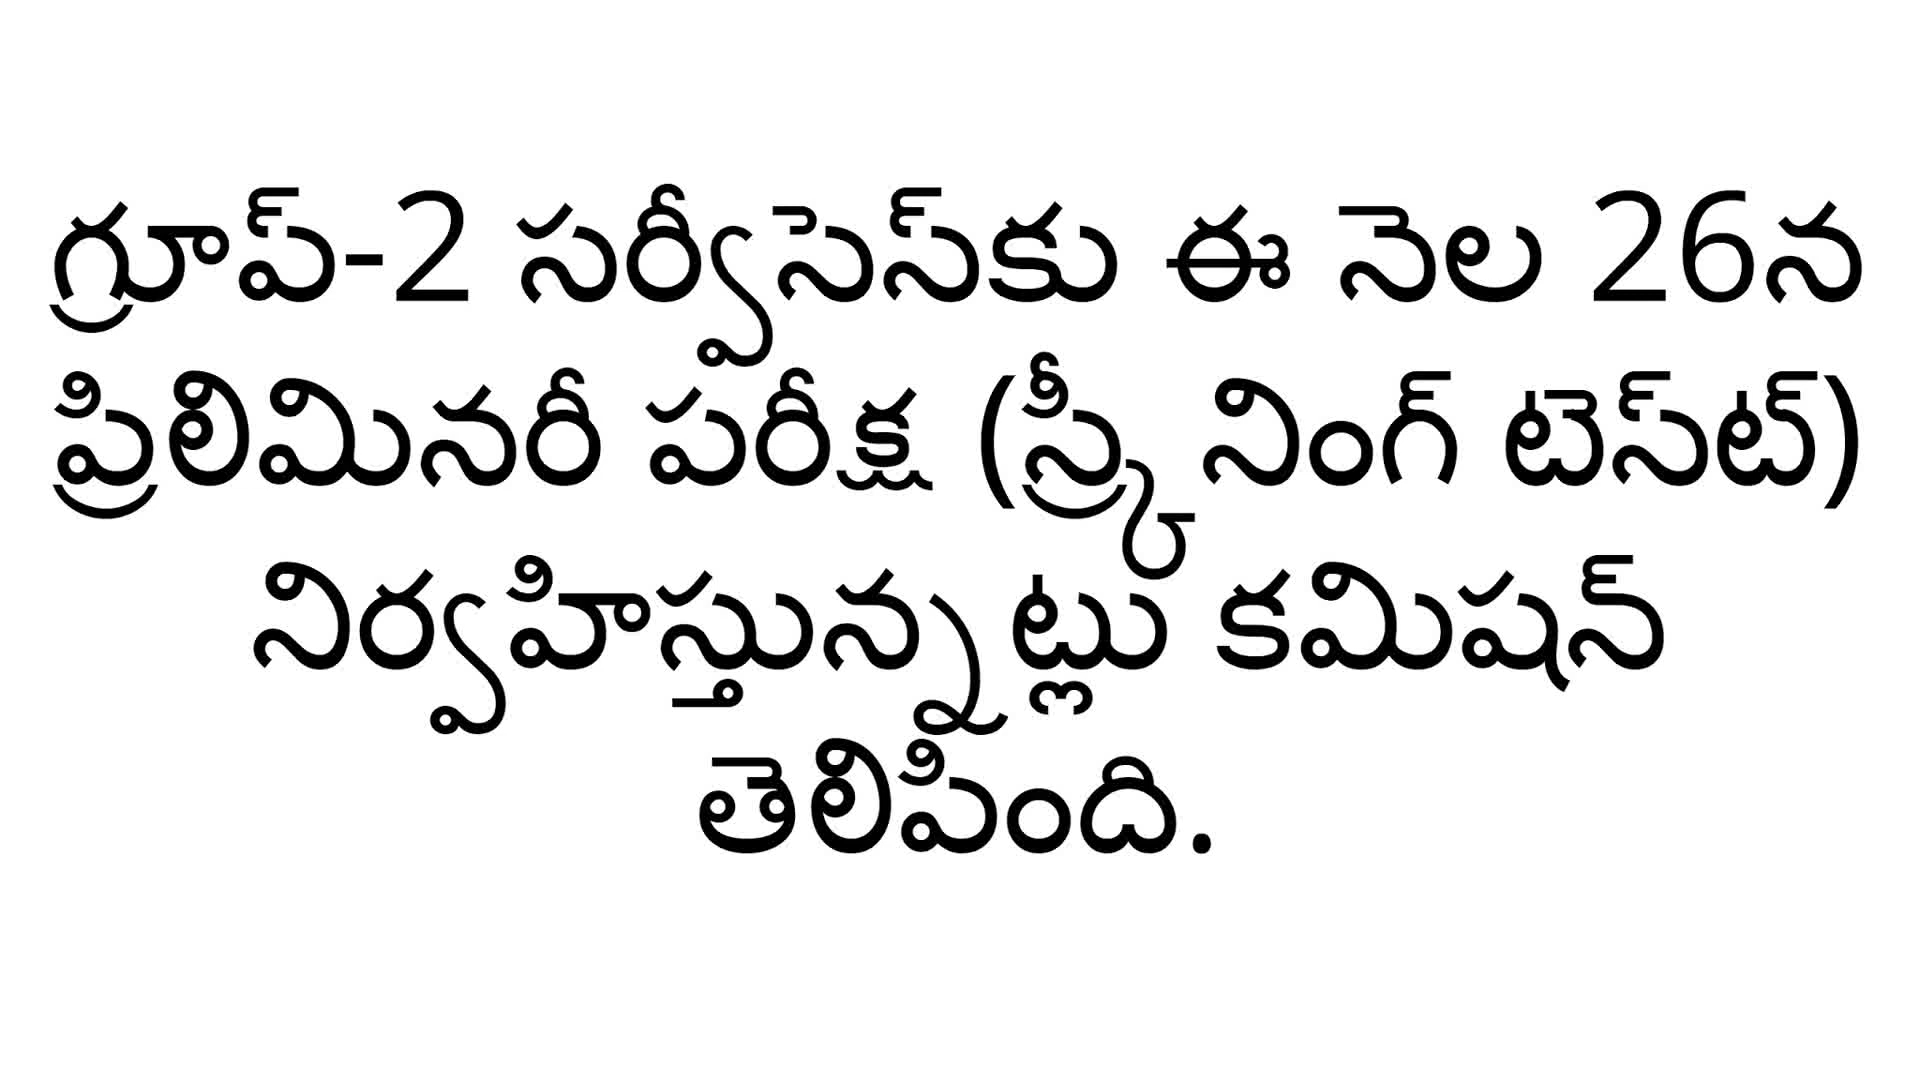 గ్రూప్-2 సర్వీసెస్‌కు ఈ నెల 26న
ప్రిలిమినరీ పరీక్ష (స్క్రీనింగ్ టెస్ట్)
నిర్వహిస్తున్నట్లు కమిషన్
తెలిపింది.